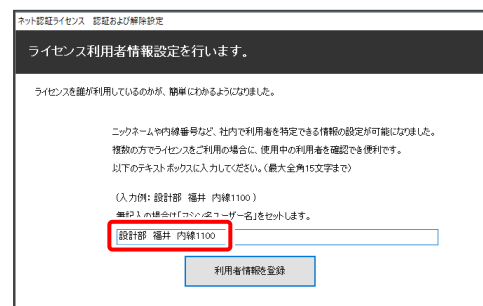 ネット認証ライセンス 認証および解除設定
ライセンス利用者情報設定を行います。
ライセンスを誰が利用しているのかが、簡単にわかるようになりました。
ニックネームや内線番号など、社内で利用者を特定できる情報の設定が可能になりました。
複数の方でライセンスをご利用の場合に、使用中の利用者を確認でき便利です。
以下のテキストボックスに入力してください。(最大全角15文字まで)
(入力例：設計部 福井 内線1100)
無記入の場合は「マシン名ユーザー名」をセットします。
設計部 福井 内線1100
利用者情報を登録